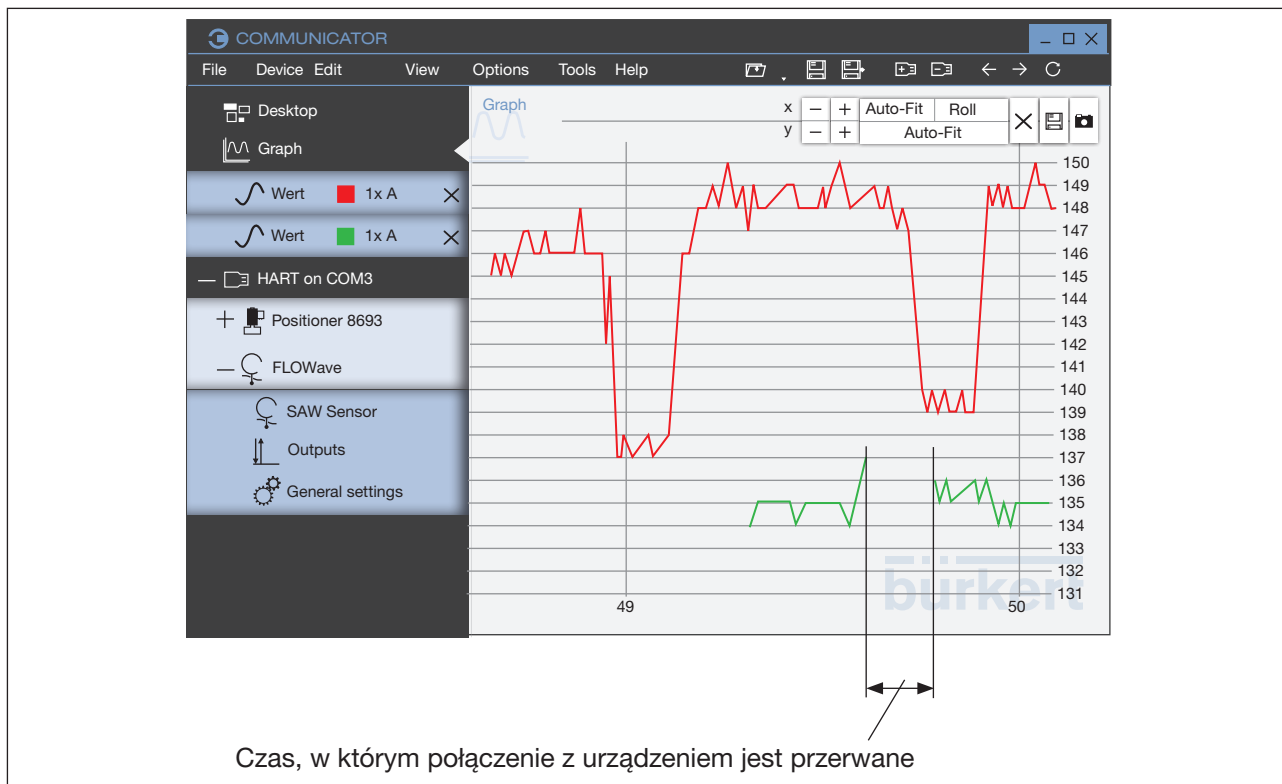 COMMUNICATOR
File Device Edit View Options Tools Help
Desktop
Graph
Wert 1x A
Wert 1x A
HART on COM3
Positioner 8693
FLOWave
SAW Sensor
Outputs
General settings
Graph
x − + Auto-Fit Roll
y − + Auto-Fit
150
149
148
147
146
145
144
143
142
141
140
139
138
137
136
135
134
133
132
131
49 50
bürkert
Czas, w którym połączenie z urządzeniem jest przerwane